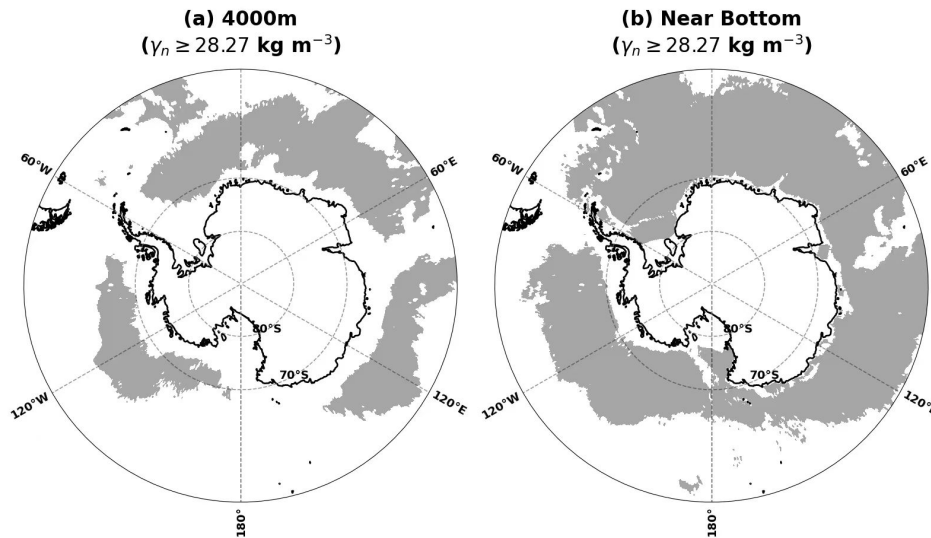 (a) 4000m
(γₙ ≥ 28.27 kg m⁻³)
(b) Near Bottom
(γₙ ≥ 28.27 kg m⁻³)
60°W
60°E
80°S
70°S
120°W
120°E
180°
60°W
60°E
80°S
70°S
120°W
120°E
180°